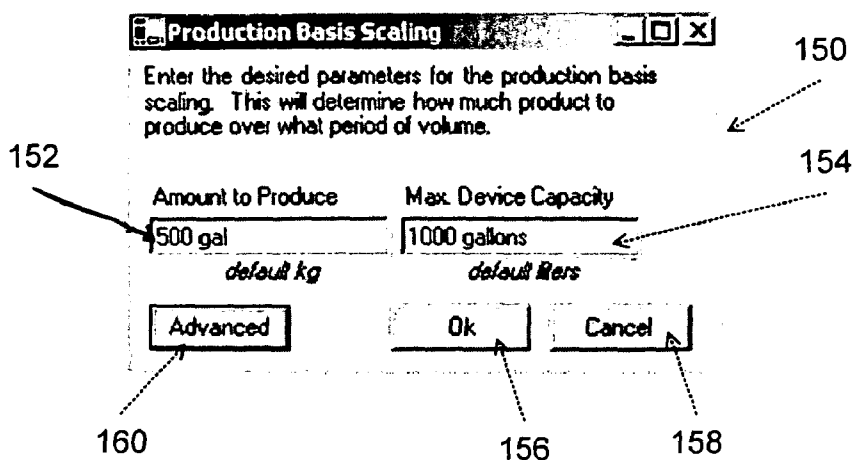 Production Basis Scaling
150
Enter the desired parameters for the production basis
scaling. This will determine how much product to
produce over what period of volume.
152
154
Amount to Produce Max. Device Capacity
500 gal 1000 gallons
default kg default liters
Advanced Ok Cancel
160 156 158